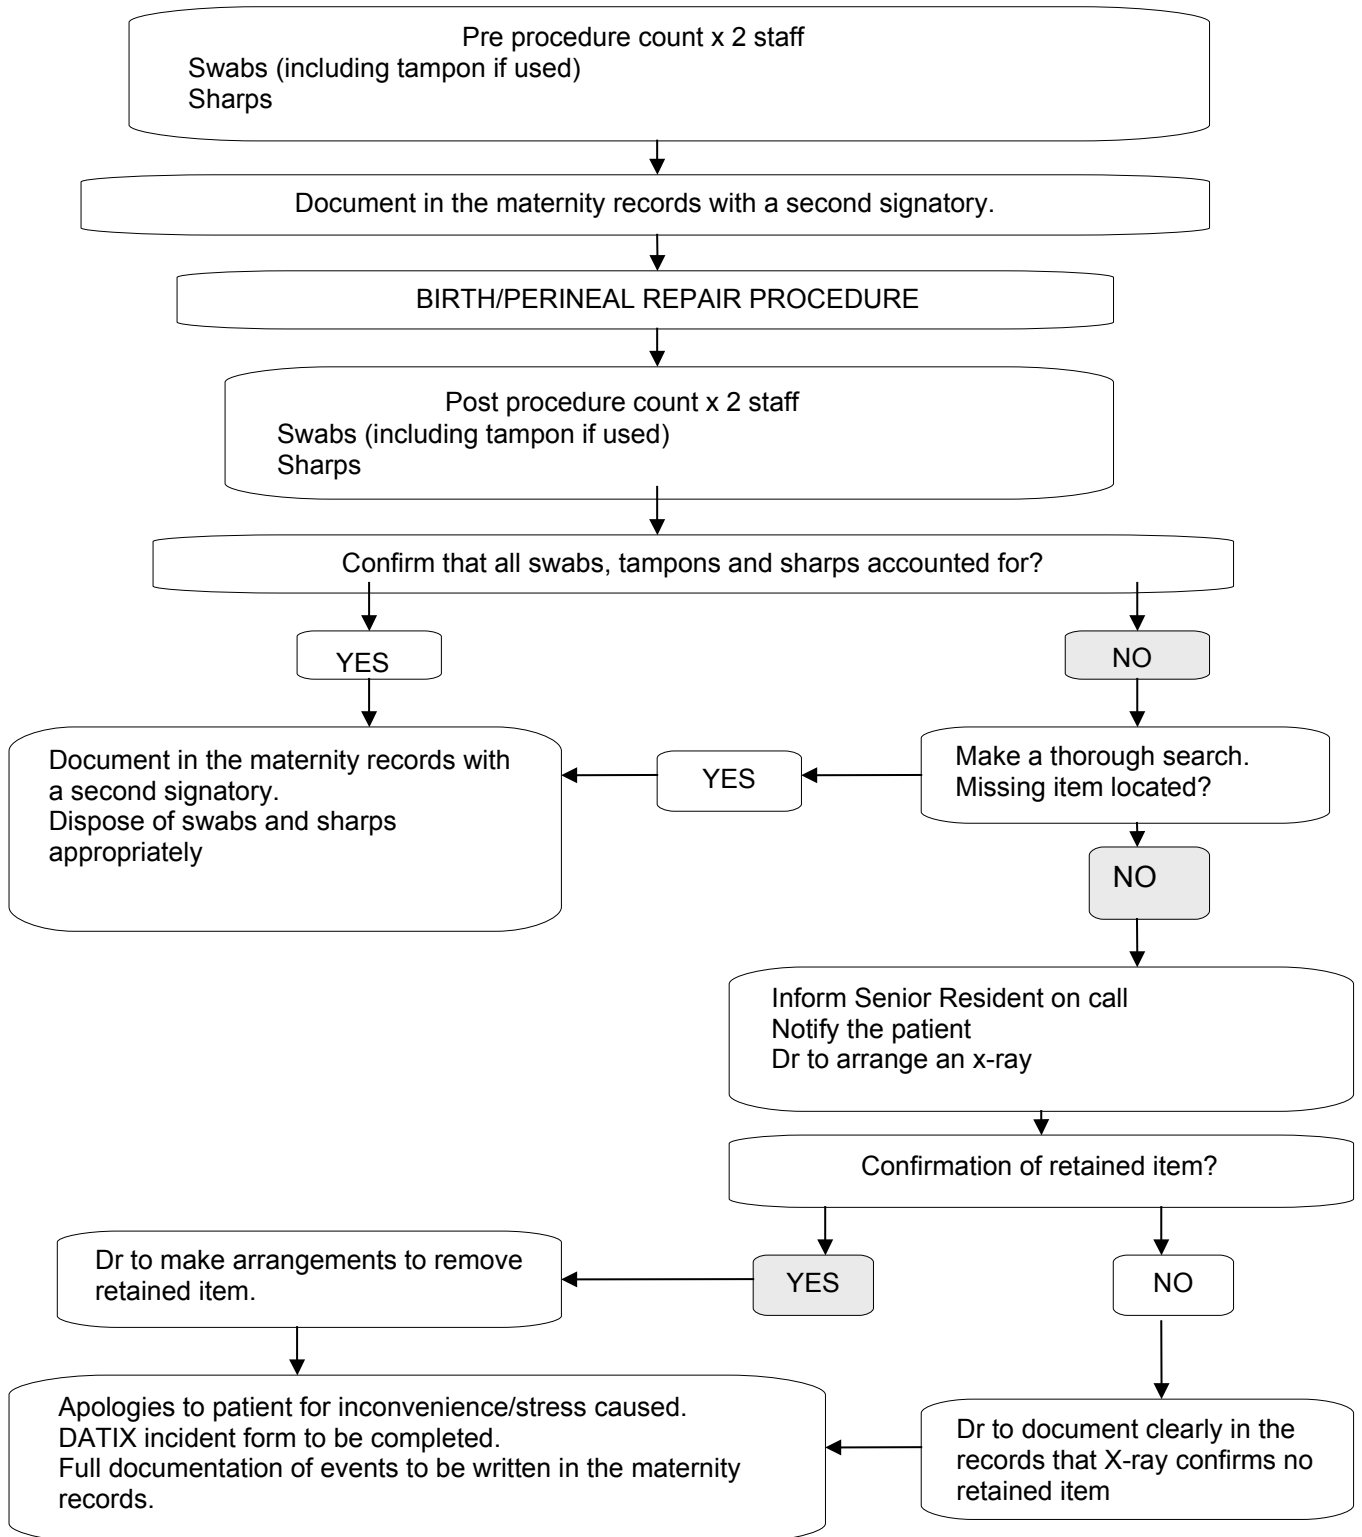 Pre procedure count x 2 staff
Swabs (including tampon if used)
Sharps
Document in the maternity records with a second signatory.
BIRTH/PERINEAL REPAIR PROCEDURE
Post procedure count x 2 staff
Swabs (including tampon if used)
Sharps
Confirm that all swabs, tampons and sharps accounted for?
YES
NO
Document in the maternity records with
a second signatory.
Dispose of swabs and sharps
appropriately
YES
Make a thorough search.
Missing item located?
NO
Inform Senior Resident on call
Notify the patient
Dr to arrange an x-ray
Confirmation of retained item?
Dr to make arrangements to remove
retained item.
YES
NO
Apologies to patient for inconvenience/stress caused.
DATIX incident form to be completed.
Full documentation of events to be written in the maternity
records.
Dr to document clearly in the
records that X-ray confirms no
retained item